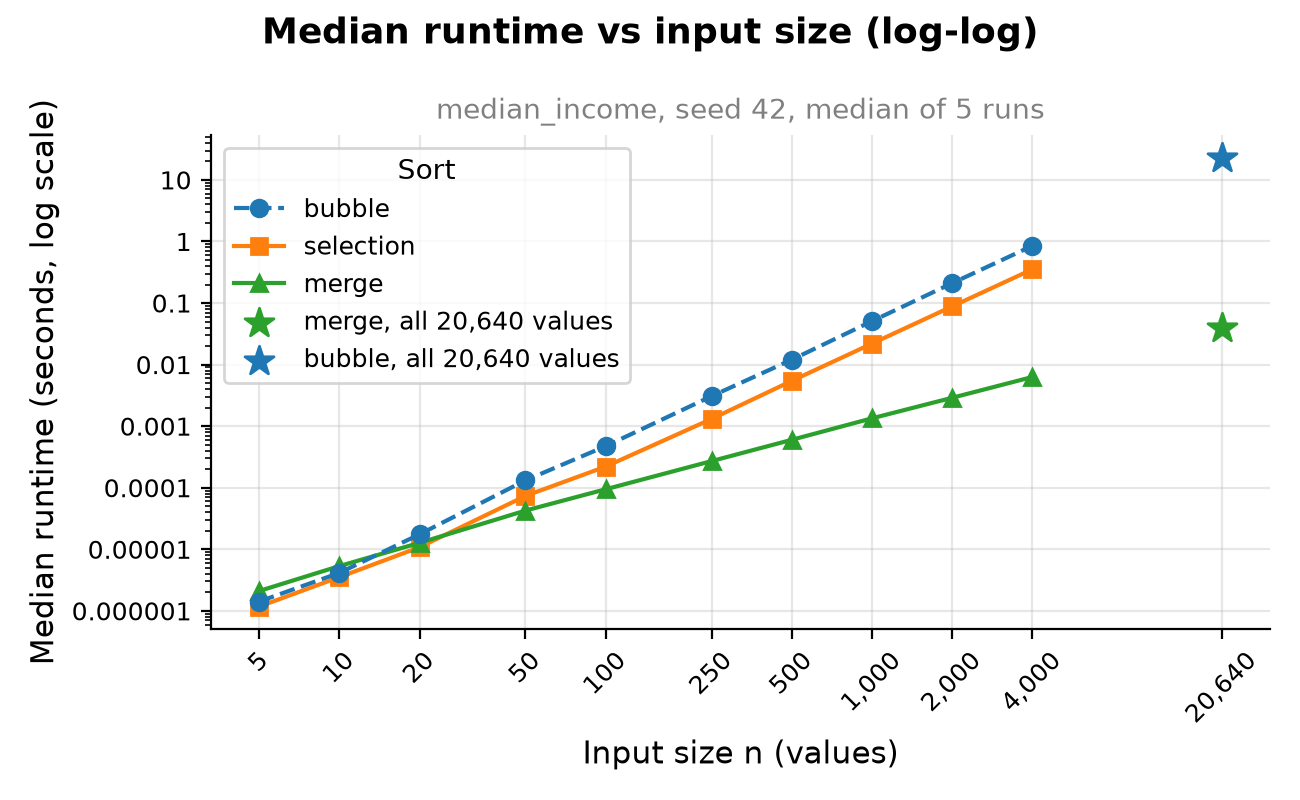 Median runtime vs input size (log-log)
median_income, seed 42, median of 5 runs
Median runtime (seconds, log scale)
10
1
0.1
0.01
0.001
0.0001
0.00001
0.000001
Sort
bubble
selection
merge
merge, all 20,640 values
bubble, all 20,640 values
5
10
20
50
100
250
500
1,000
2,000
4,000
20,640
Input size n (values)